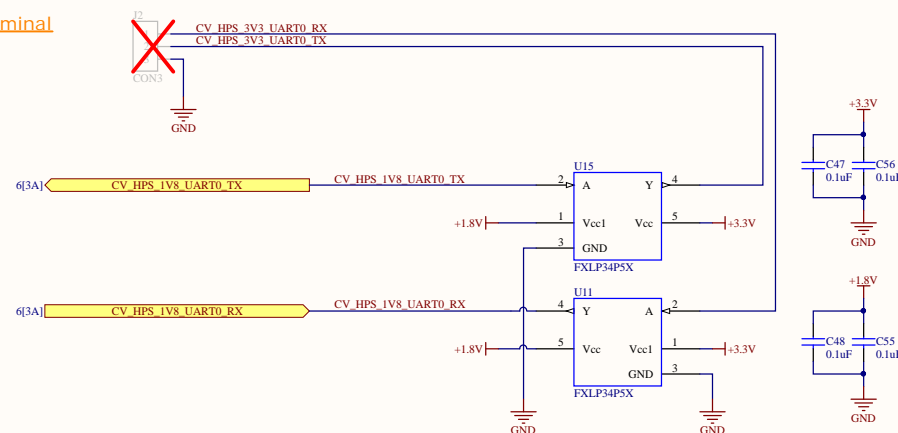 minal
J2
CV_HPS_3V3_UART0_RX
CV_HPS_3V3_UART0_TX
CON3
GND
+3.3V
C47
0.1uF
C56
0.1uF
GND
6[3A]
CV_HPS_1V8_UART0_TX
CV_HPS_1V8_UART0_TX
U15
2
A
Y
4
+1.8V
1
Vcc1
Vcc
5
+3.3V
3
GND
FXLP34P5X
6[3A]
CV_HPS_1V8_UART0_RX
CV_HPS_1V8_UART0_RX
U11
4
Y
A
2
+1.8V
5
Vcc
Vcc1
1
+3.3V
GND
3
FXLP34P5X
GND
GND
+1.8V
C48
0.1uF
C55
0.1uF
GND